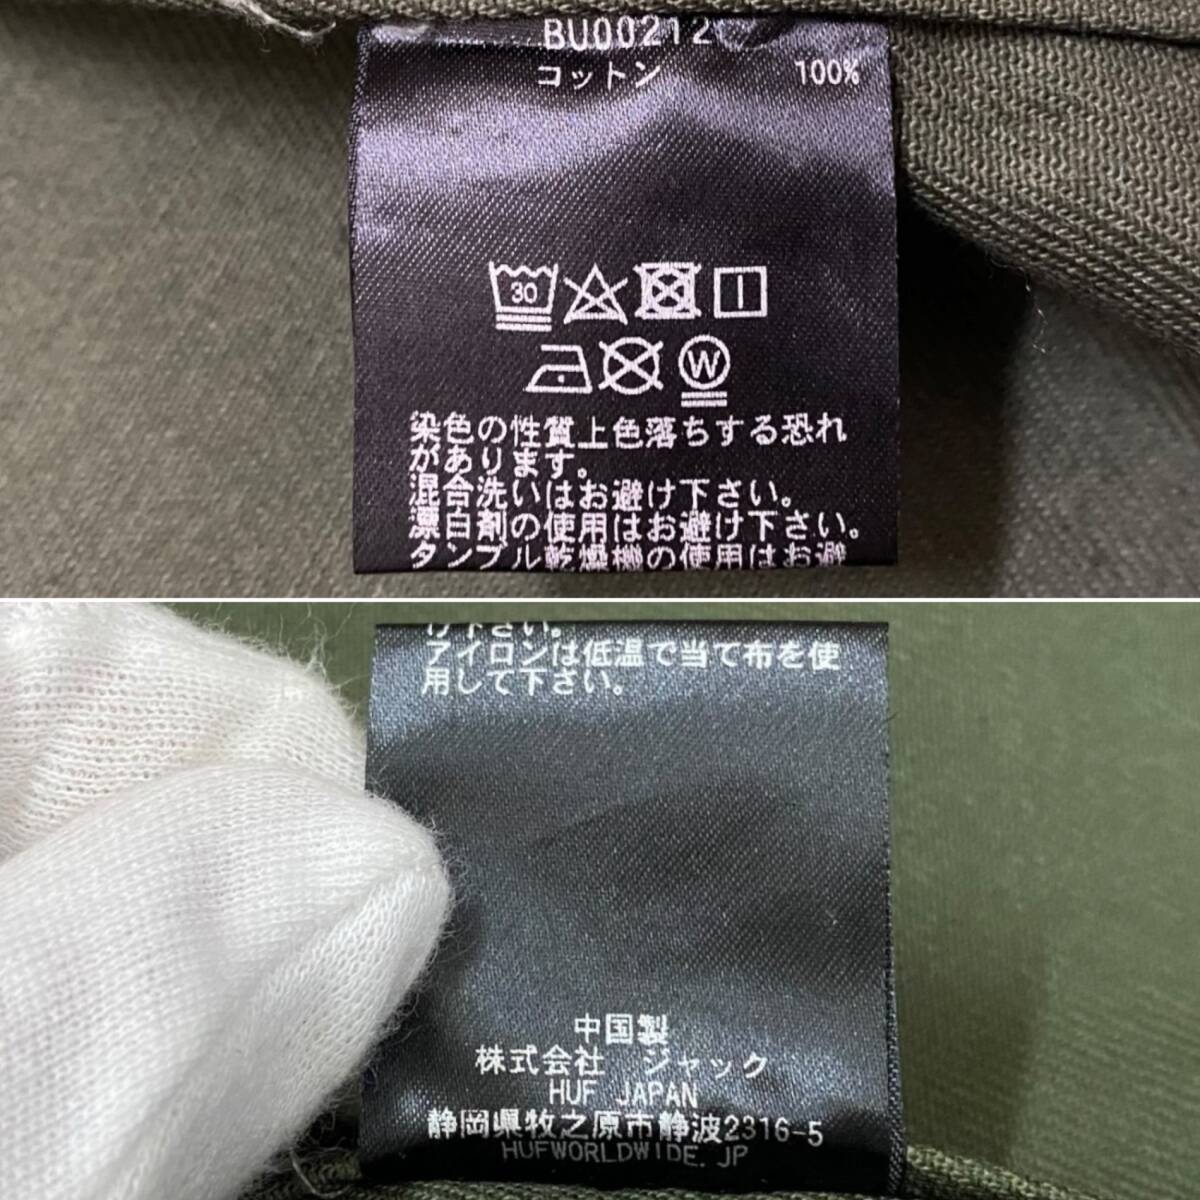 BU00212
コットン 100%
30
W
染色の性質上色落ちする恐れ
があります。
混合洗いはお避け下さい。
漂白剤の使用はお避け下さい。
タンブル乾燥機の使用はお避
け下さい。
アイロンは低温で当て布を使
用して下さい。
中国製
株式会社 ジャック
HUF JAPAN
静岡県牧之原市静波2316-5
HUFWORLDWIDE.JP